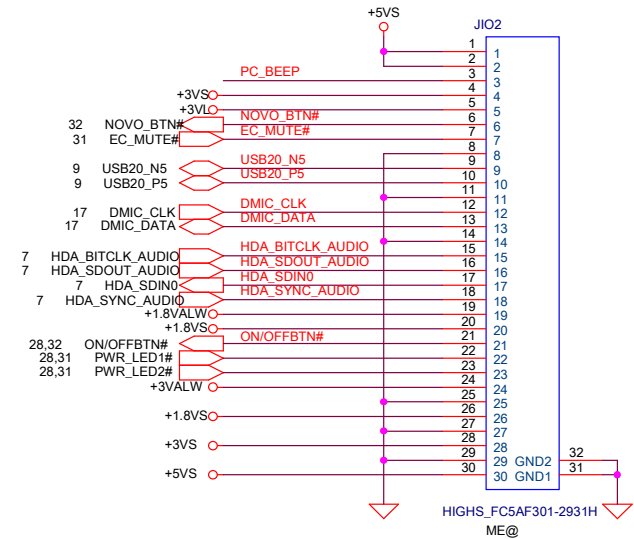 +5VS
JIO2
1 1
2 2
PC_BEEP 3 3
+3VS 4 4
+3VL 5 5
32 NOVO_BTN# NOVO_BTN# 6 6
31 EC_MUTE# EC_MUTE# 7 7
8 8
9 USB20_N5 USB20_N5 9 9
9 USB20_P5 USB20_P5 10 10
11 11
17 DMIC_CLK DMIC_CLK 12 12
17 DMIC_DATA DMIC_DATA 13 13
14 14
7 HDA_BITCLK_AUDIO HDA_BITCLK_AUDIO 15 15
7 HDA_SDOUT_AUDIO HDA_SDOUT_AUDIO 16 16
7 HDA_SDIN0 HDA_SDIN0 17 17
7 HDA_SYNC_AUDIO HDA_SYNC_AUDIO 18 18
+1.8VALW 19 19
+1.8VS 20 20
28,32 ON/OFFBTN# ON/OFFBTN# 21 21
28,31 PWR_LED1# 22 22
28,31 PWR_LED2# 23 23
+3VALW 24 24
25 25
+1.8VS 26 26
27 27
+3VS 28 28
29 29 GND2 32
+5VS 30 30 GND1 31
HIGHS_FC5AF301-2931H
ME@